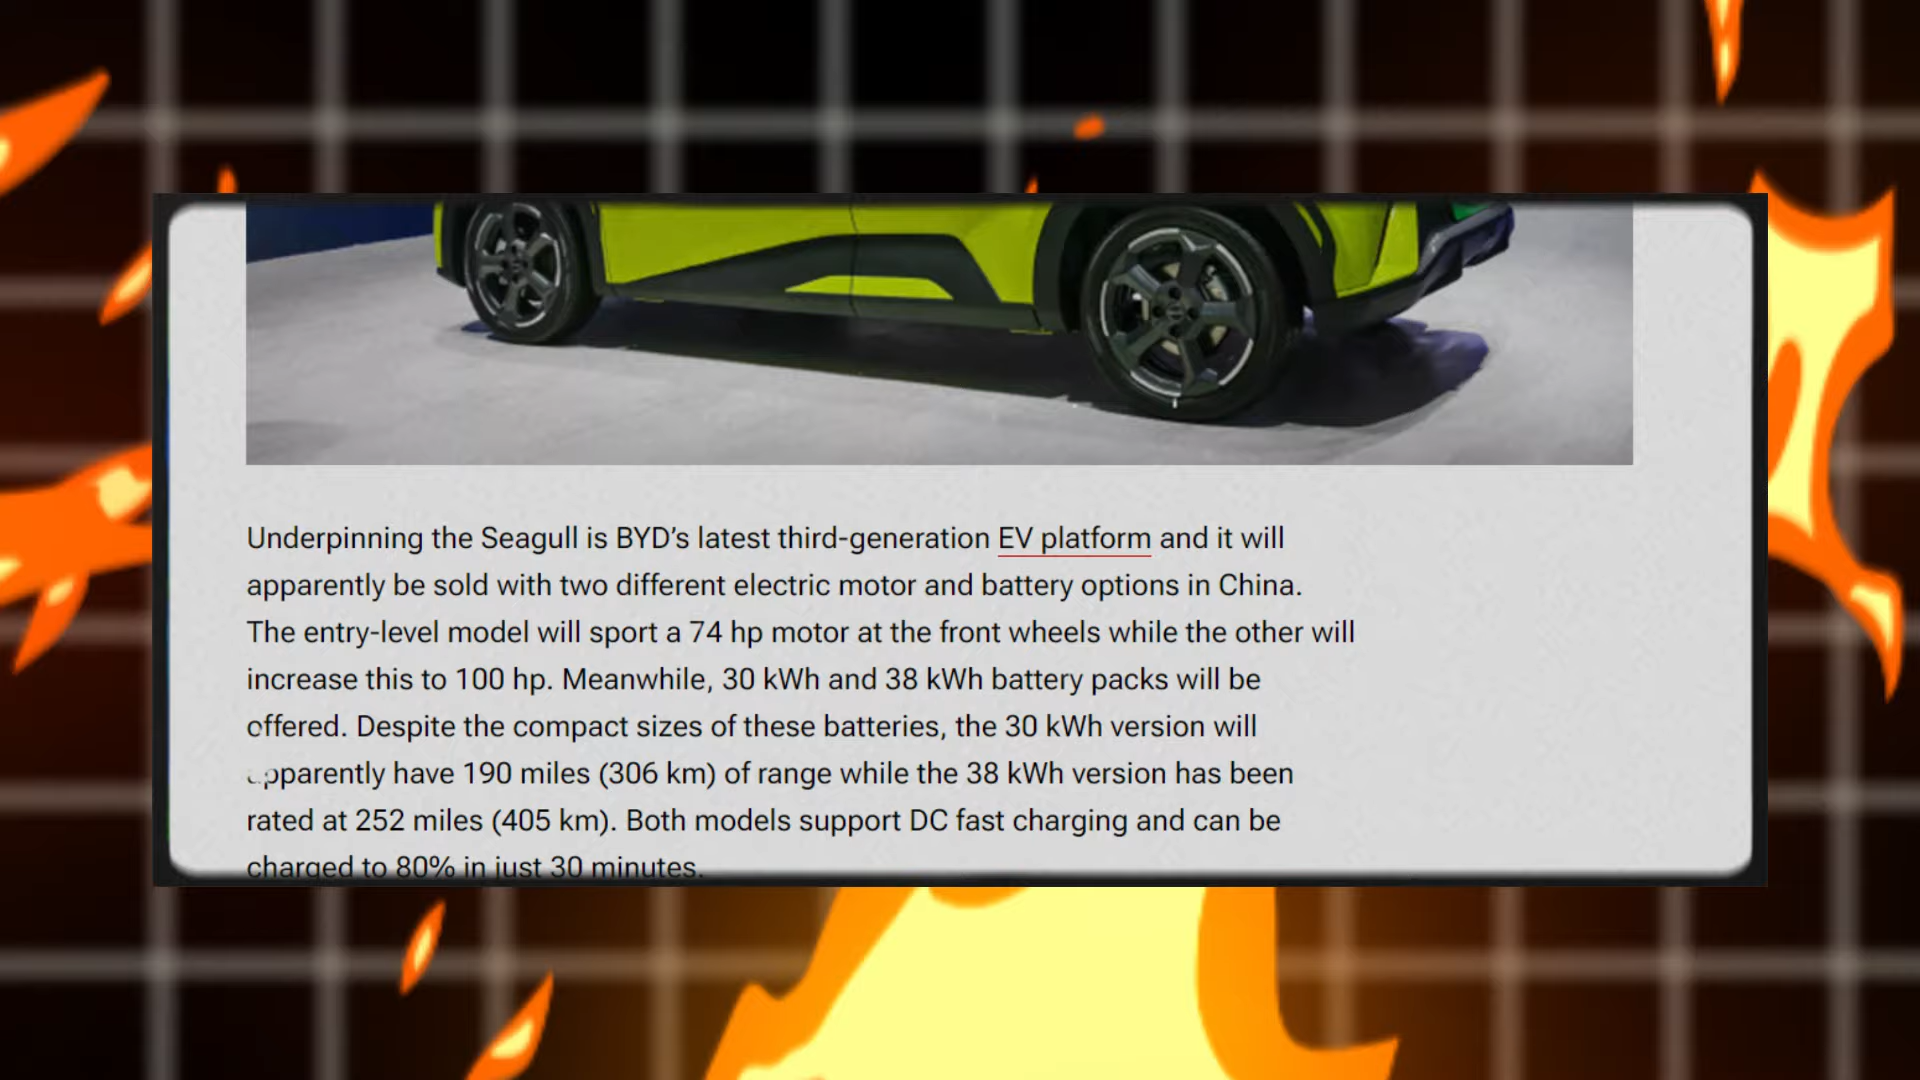 Underpinning the Seagull is BYD’s latest third-generation EV platform and it will
apparently be sold with two different electric motor and battery options in China.
The entry-level model will sport a 74 hp motor at the front wheels while the other will
increase this to 100 hp. Meanwhile, 30 kWh and 38 kWh battery packs will be
offered. Despite the compact sizes of these batteries, the 30 kWh version will
apparently have 190 miles (306 km) of range while the 38 kWh version has been
rated at 252 miles (405 km). Both models support DC fast charging and can be
charged to 80% in just 30 minutes.